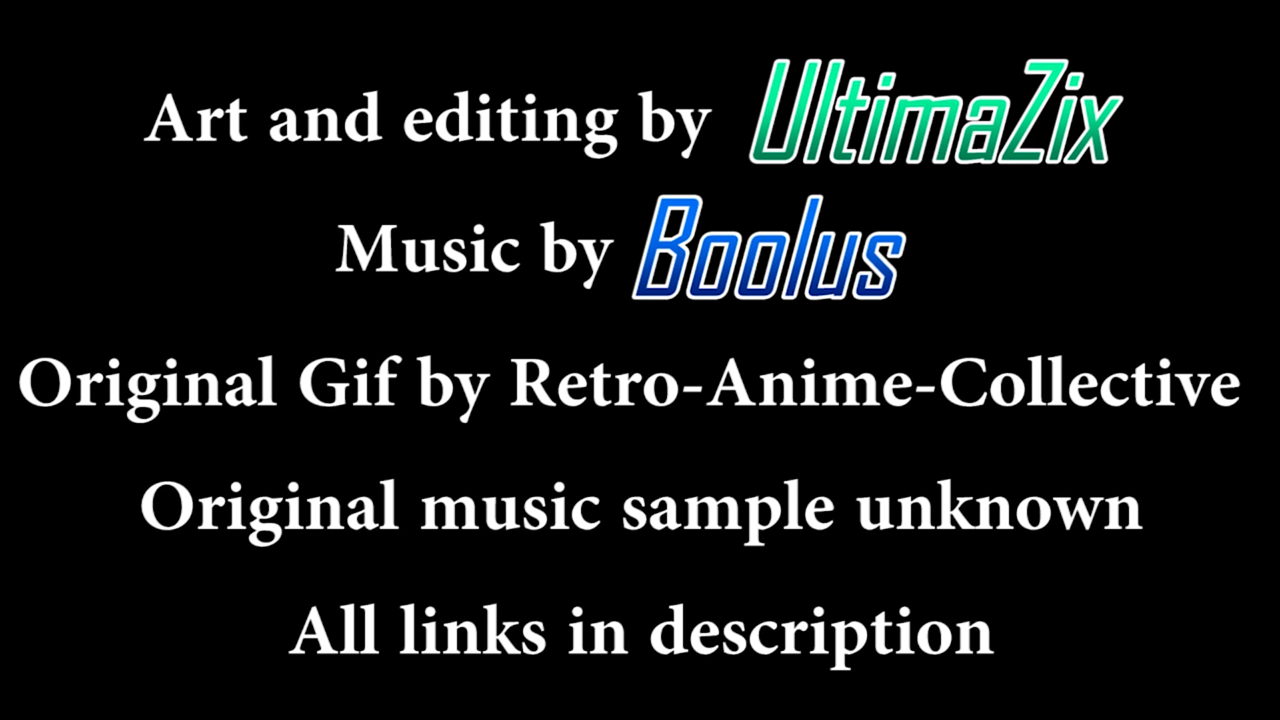 Art and editing by UltimaZix
Music by Boolus
Original Gif by Retro-Anime-Collective
Original music sample unknown
All links in description